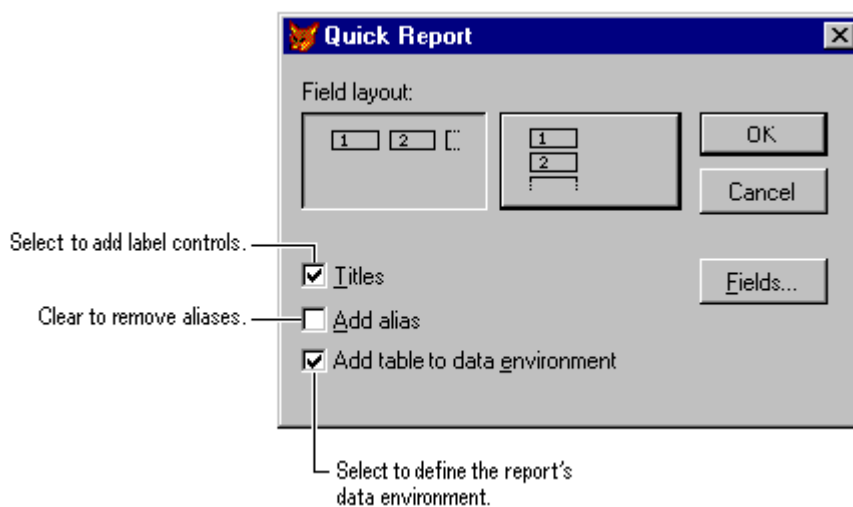 Quick Report
Field layout:
1 2
1
2
OK
Cancel
Select to add label controls.
Titles
Fields...
Clear to remove aliases.
Add alias
Add table to data environment
Select to define the report's
data environment.